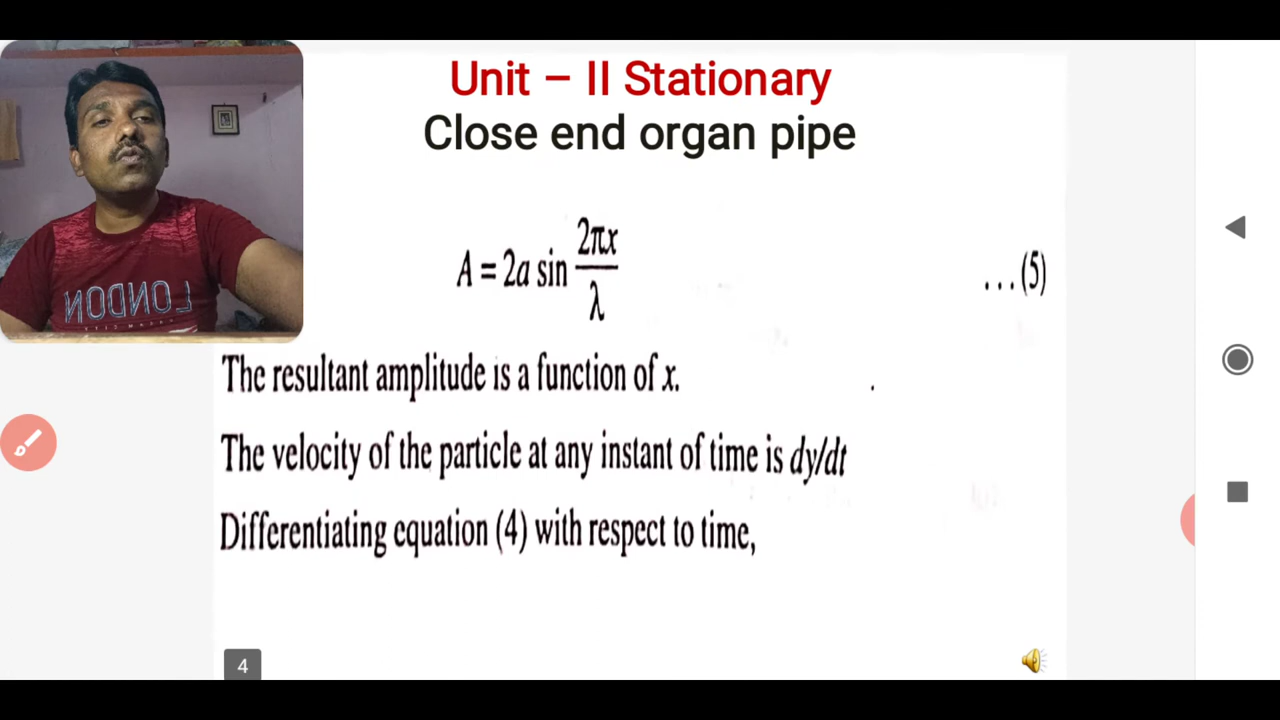 Unit – II Stationary
Close end organ pipe
LONDON
A = 2a sin 2πx/λ ...(5)
The resultant amplitude is a function of x.
The velocity of the particle at any instant of time is dy/dt
Differentiating equation (4) with respect to time,
4